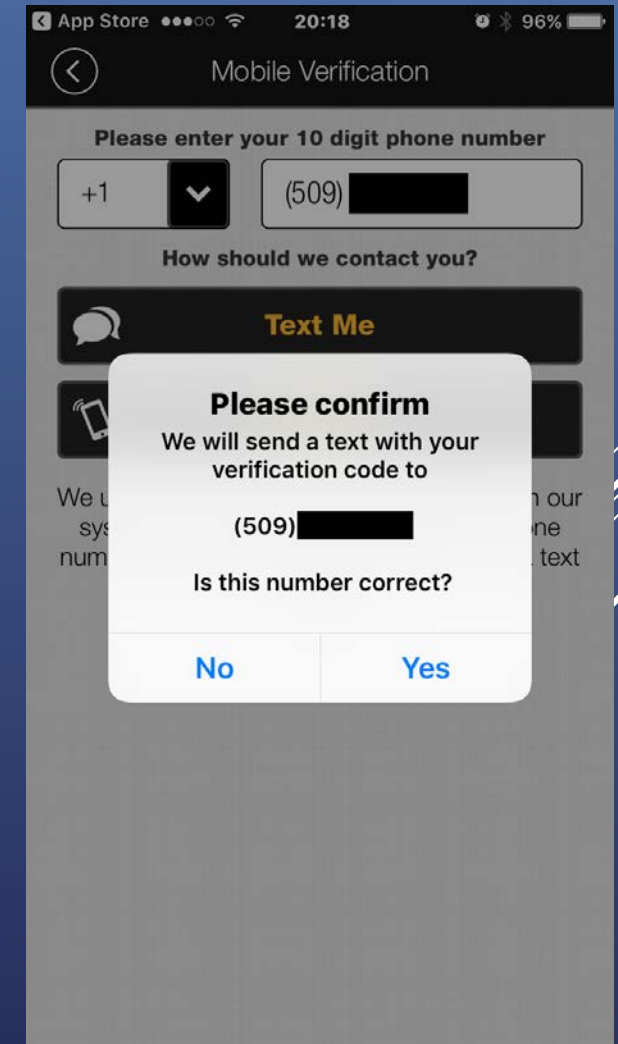 App Store 20:18 96%
Mobile Verification
Please enter your 10 digit phone number
+1 (509)
How should we contact you?
Text Me
Please confirm
We will send a text with your
verification code to
(509)
Is this number correct?
No Yes
We our
text